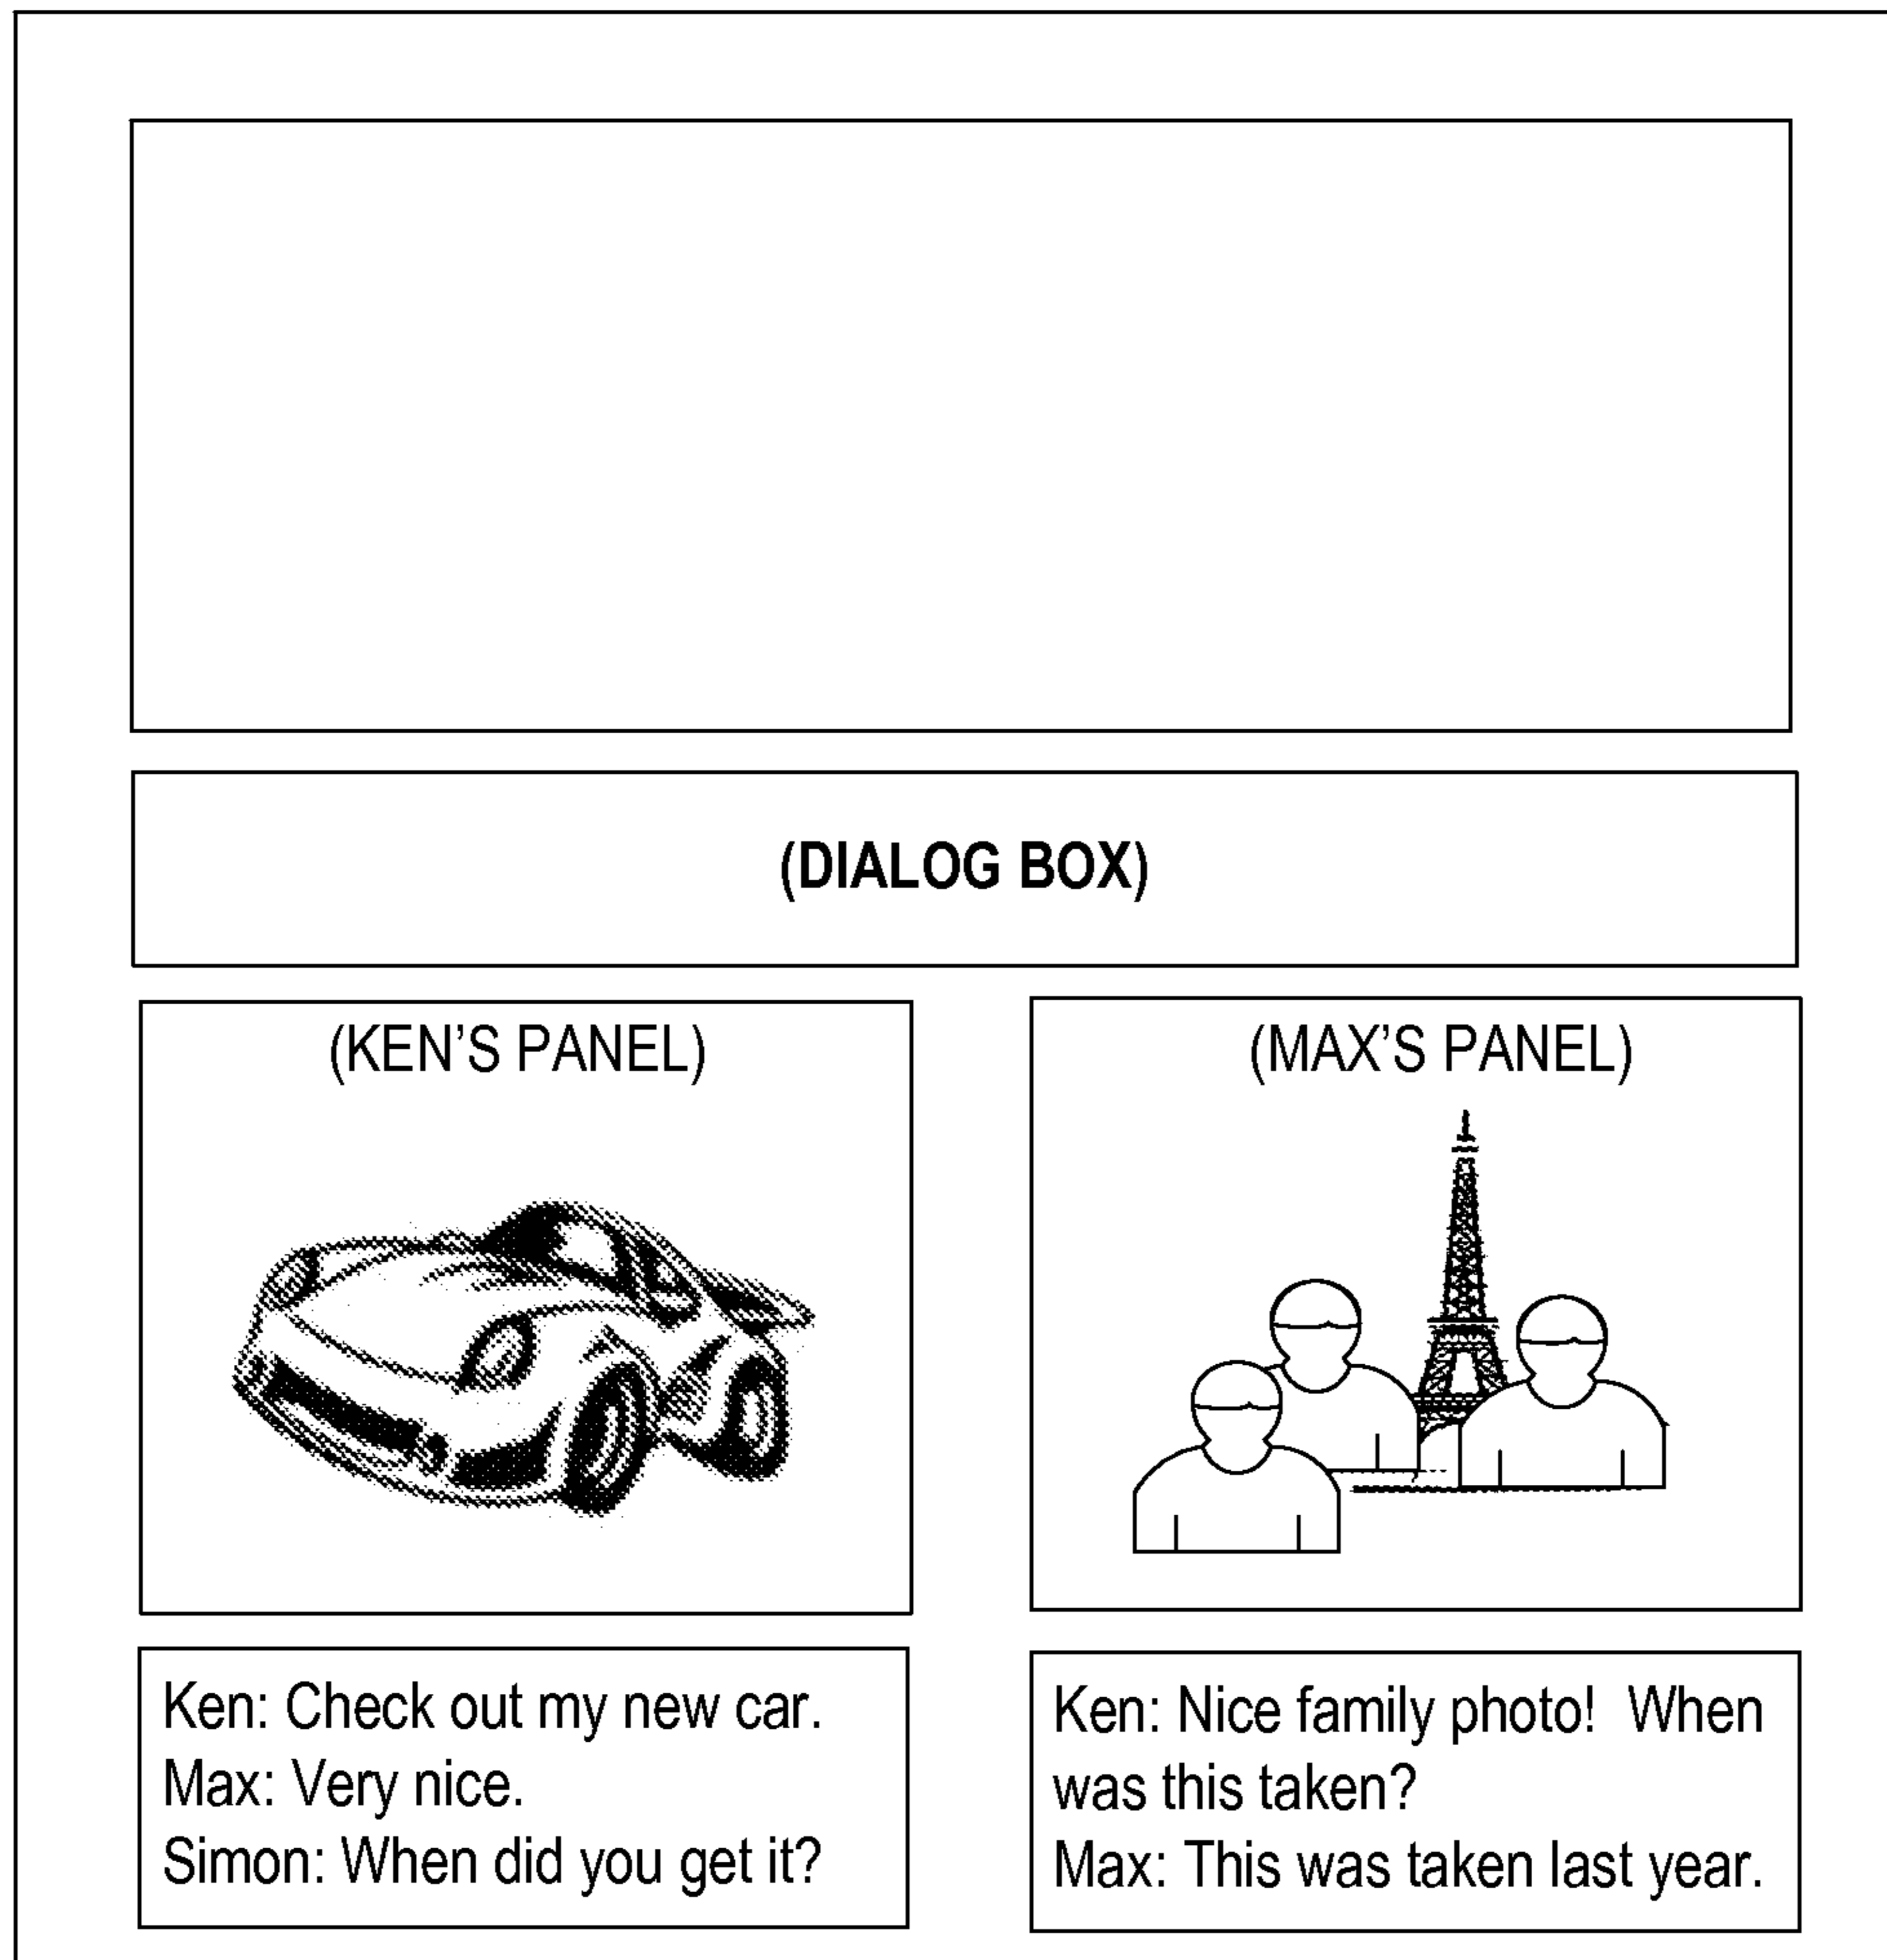 (DIALOG BOX)
(KEN'S PANEL)
(MAX'S PANEL)
Ken: Check out my new car.
Max: Very nice.
Simon: When did you get it?
Ken: Nice family photo!  When
was this taken?
Max: This was taken last year.